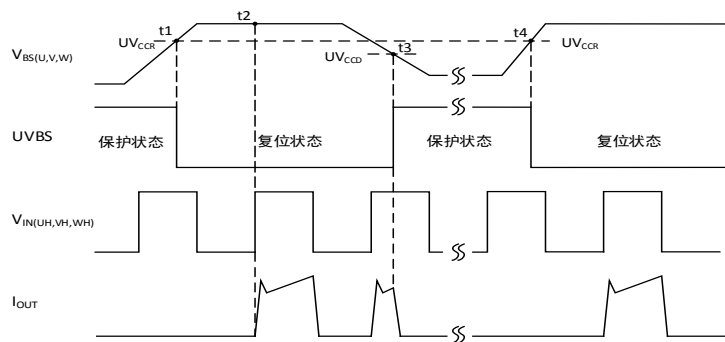 t1
t2
t3
t4
UVCCR
UVCCD
UVCCR
VBS(U,V,W)
UVBS
保护状态
复位状态
保护状态
复位状态
VIN(UH,VH,WH)
IOUT